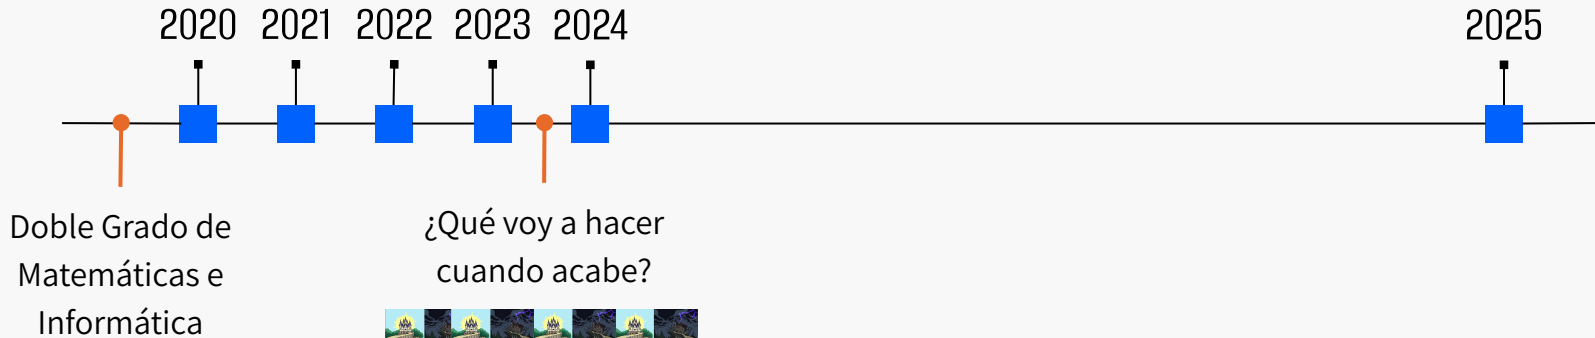 2020 2021 2022 2023 2024 2025
Doble Grado de
Matemáticas e
Informática
¿Qué voy a hacer
cuando acabe?